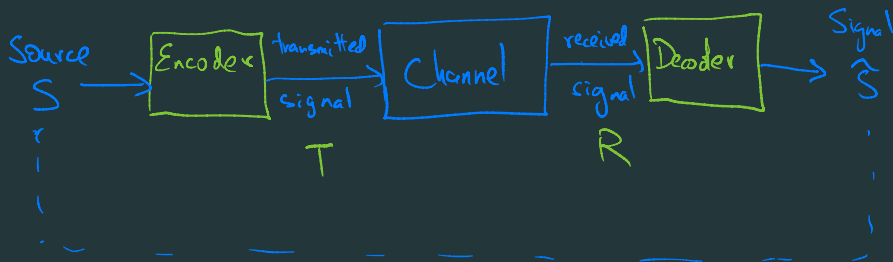 Source
S
Encoder
transmitted
signal
T
Channel
received
signal
R
Decoder
Signal
Ŝ